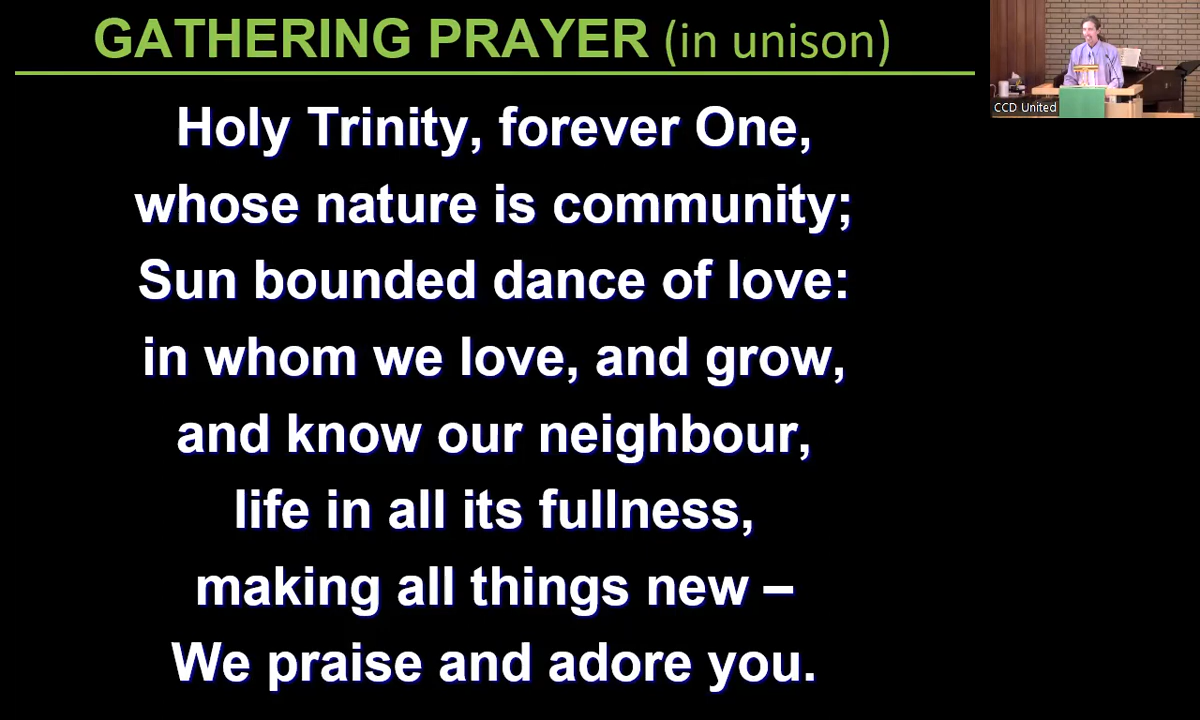 GATHERING PRAYER (in unison)
Holy Trinity, forever One,
whose nature is community;
Sun bounded dance of love:
in whom we love, and grow,
and know our neighbour,
life in all its fullness,
making all things new –
We praise and adore you.
CCD United